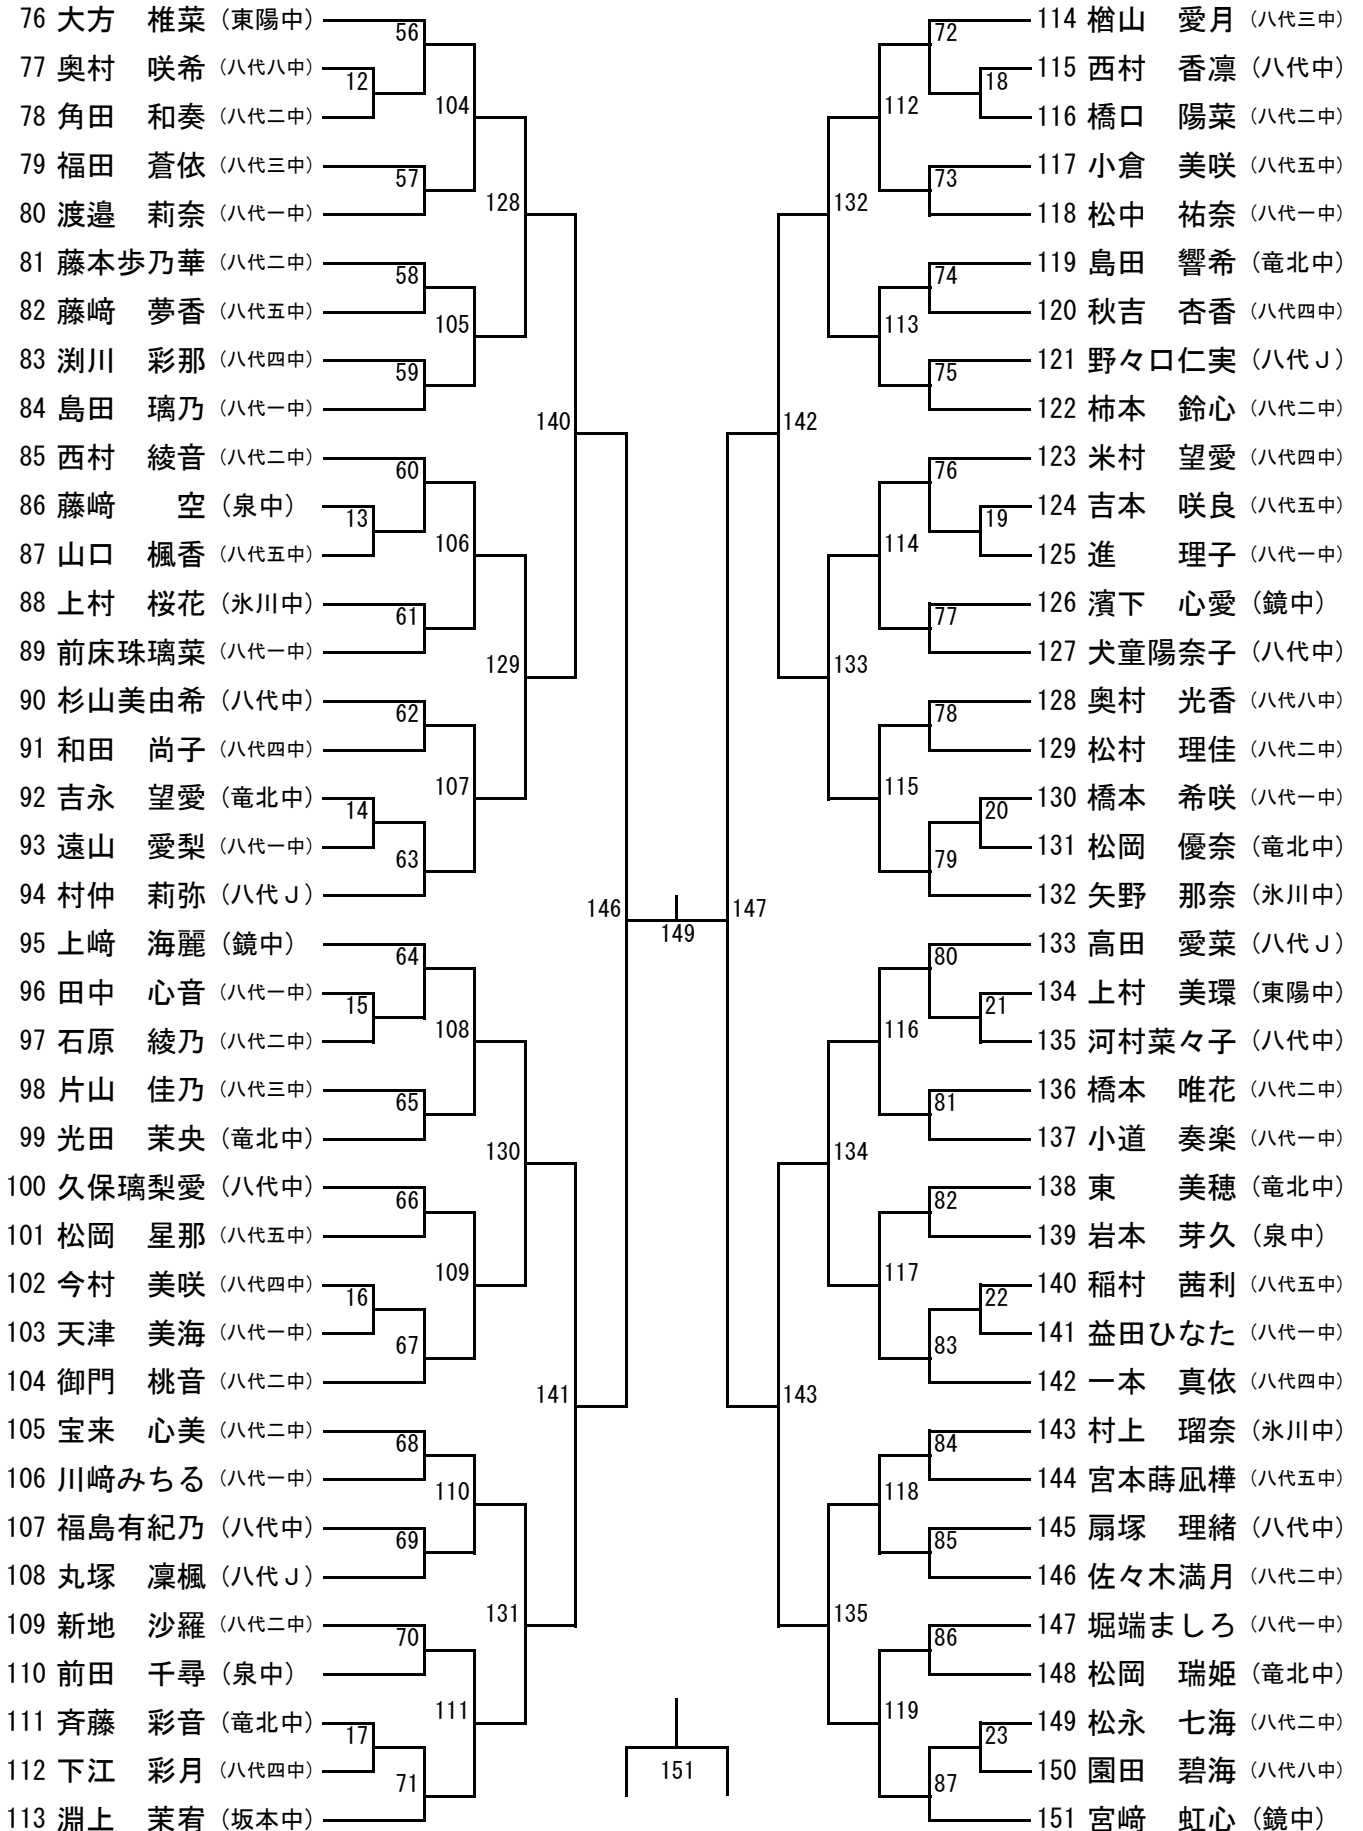 76 大方　椎菜（東陽中）
77 奥村　咲希（八代八中）
78 角田　和奏（八代二中）
79 福田　蒼依（八代三中）
80 渡邉　莉奈（八代一中）
81 藤本歩乃華（八代二中）
82 藤﨑　夢香（八代五中）
83 渕川　彩那（八代四中）
84 島田　璃乃（八代一中）
85 西村　綾音（八代二中）
86 藤﨑　　空（泉中）
87 山口　楓香（八代五中）
88 上村　桜花（氷川中）
89 前床珠璃菜（八代一中）
90 杉山美由希（八代中）
91 和田　尚子（八代四中）
92 吉永　望愛（竜北中）
93 遠山　愛梨（八代一中）
94 村仲　莉弥（八代Ｊ）
95 上﨑　海麗（鏡中）
96 田中　心音（八代一中）
97 石原　綾乃（八代二中）
98 片山　佳乃（八代三中）
99 光田　茉央（竜北中）
100 久保璃梨愛（八代中）
101 松岡　星那（八代五中）
102 今村　美咲（八代四中）
103 天津　美海（八代一中）
104 御門　桃音（八代二中）
105 宝来　心美（八代二中）
106 川﨑みちる（八代一中）
107 福島有紀乃（八代中）
108 丸塚　凜楓（八代Ｊ）
109 新地　沙羅（八代二中）
110 前田　千尋（泉中）
111 斉藤　彩音（竜北中）
112 下江　彩月（八代四中）
113 淵上　茉宥（坂本中）
12
13
14
15
16
17
56
57
58
59
60
61
62
63
64
65
66
67
68
69
70
71
104
105
106
107
108
109
110
111
128
129
130
131
140
141
146
149
151
147
142
143
132
133
134
135
112
113
114
115
116
117
118
119
72
73
74
75
76
77
78
79
80
81
82
83
84
85
86
87
18
19
20
21
22
23
114 楢山　愛月（八代三中）
115 西村　香凛（八代中）
116 橋口　陽菜（八代二中）
117 小倉　美咲（八代五中）
118 松中　祐奈（八代一中）
119 島田　響希（竜北中）
120 秋吉　杏香（八代四中）
121 野々口仁実（八代Ｊ）
122 柿本　鈴心（八代二中）
123 米村　望愛（八代四中）
124 吉本　咲良（八代五中）
125 進　　理子（八代一中）
126 濱下　心愛（鏡中）
127 犬童陽奈子（八代中）
128 奥村　光香（八代八中）
129 松村　理佳（八代二中）
130 橋本　希咲（八代一中）
131 松岡　優奈（竜北中）
132 矢野　那奈（氷川中）
133 高田　愛菜（八代Ｊ）
134 上村　美環（東陽中）
135 河村菜々子（八代中）
136 橋本　唯花（八代二中）
137 小道　奏楽（八代一中）
138 東　　美穂（竜北中）
139 岩本　芽久（泉中）
140 稲村　茜利（八代五中）
141 益田ひなた（八代一中）
142 一本　真依（八代四中）
143 村上　瑠奈（氷川中）
144 宮本蒔凪樺（八代五中）
145 扇塚　理緒（八代中）
146 佐々木満月（八代二中）
147 堀端ましろ（八代一中）
148 松岡　瑞姫（竜北中）
149 松永　七海（八代二中）
150 園田　碧海（八代八中）
151 宮﨑　虹心（鏡中）